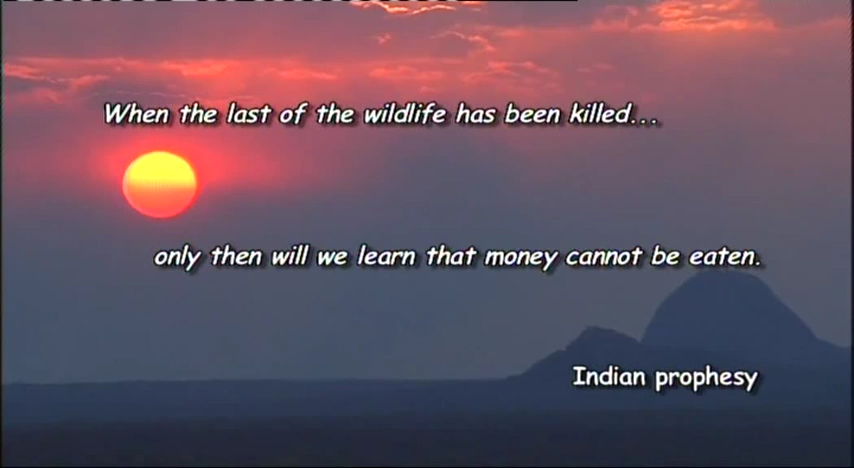 When the last of the wildlife has been killed...
only then will we learn that money cannot be eaten.
Indian prophesy